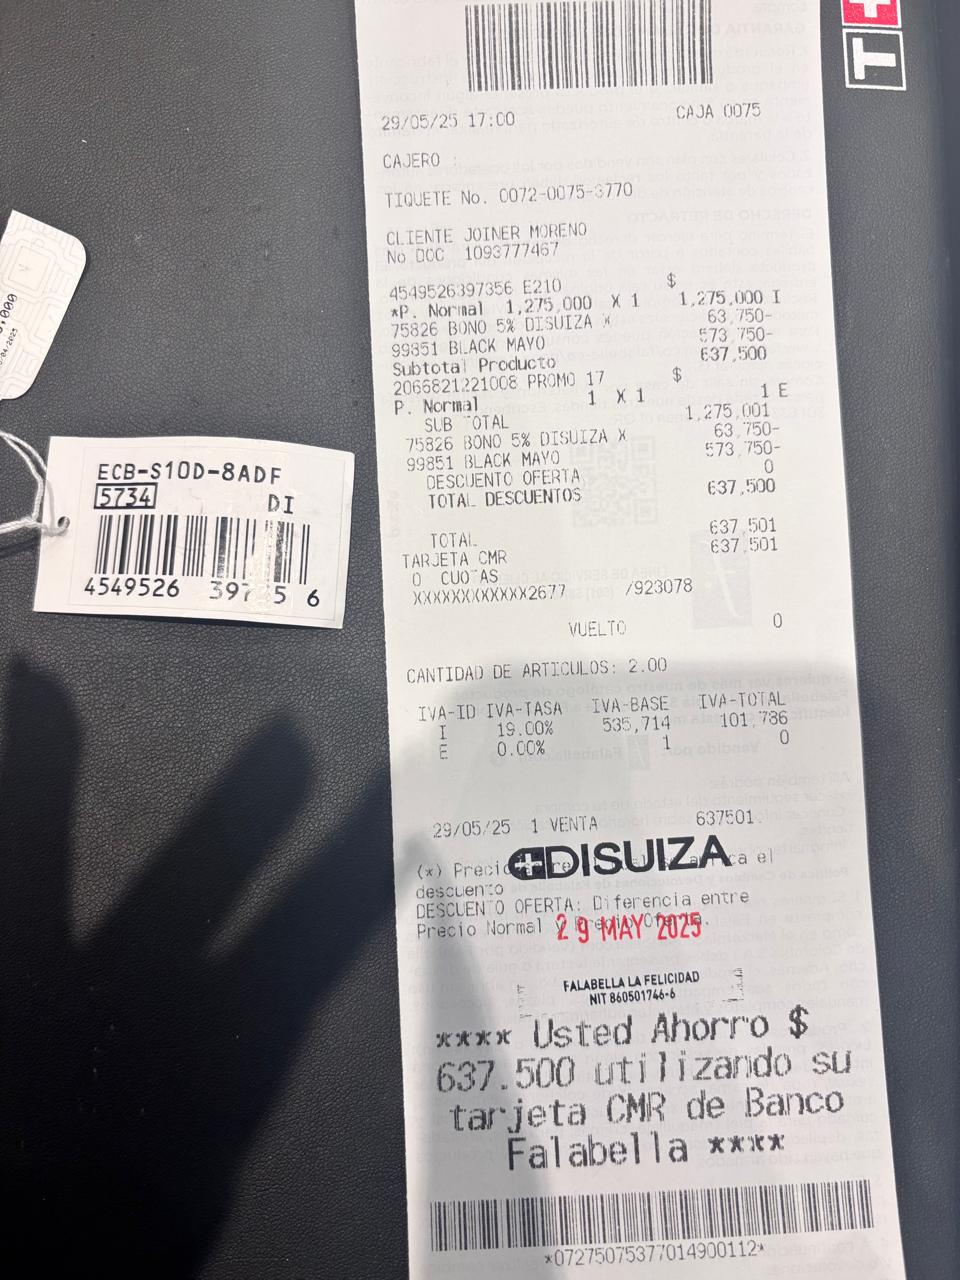 29/05/25 17:00 CAJA 0075
CAJERO :
TIQUETE No. 0072-0075-3770
CLIENTE JOINER MORENO
No DOC 1093777467
$
4549526397356 E210
*P. Normal 1,275,000 X 1 1,275,000 I
75826 BONO 5% DISUIZA X 63,750-
99851 BLACK MAYO 573,750-
Subtotal Producto 637,500
2066821221008 PROMO 17 $
P. Normal 1 X 1 1 E
SUB TOTAL 1,275,001
75826 BONO 5% DISUIZA X 63,750-
99851 BLACK MAYO 573,750-
DESCUENTO OFERTA 0
TOTAL DESCUENTOS 637,500
TOTAL 637,501
TARJETA CMR 637,501
0 CUOTAS
XXXXXXXXXXXX2677 /923078
VUELTO 0
CANTIDAD DE ARTICULOS: 2.00
IVA-ID IVA-TASA IVA-BASE IVA-TOTAL
I 19.00% 535,714 101,786
E 0.00% 1 0
29/05/25 1 VENTA 637501.
DISUIZA
(*) Precio el
descuento
DESCUENTO OFERTA: Diferencia entre
Precio Normal y Precio Oferta.
29 MAY 2025
FALABELLA LA FELICIDAD
NIT 860501746-6
**** Usted Ahorro $
637.500 utilizando su
tarjeta CMR de Banco
Falabella ****
*07275075377014900112*
ECB-S10D-8ADF
5734 DI
4549526 397 5 6
T